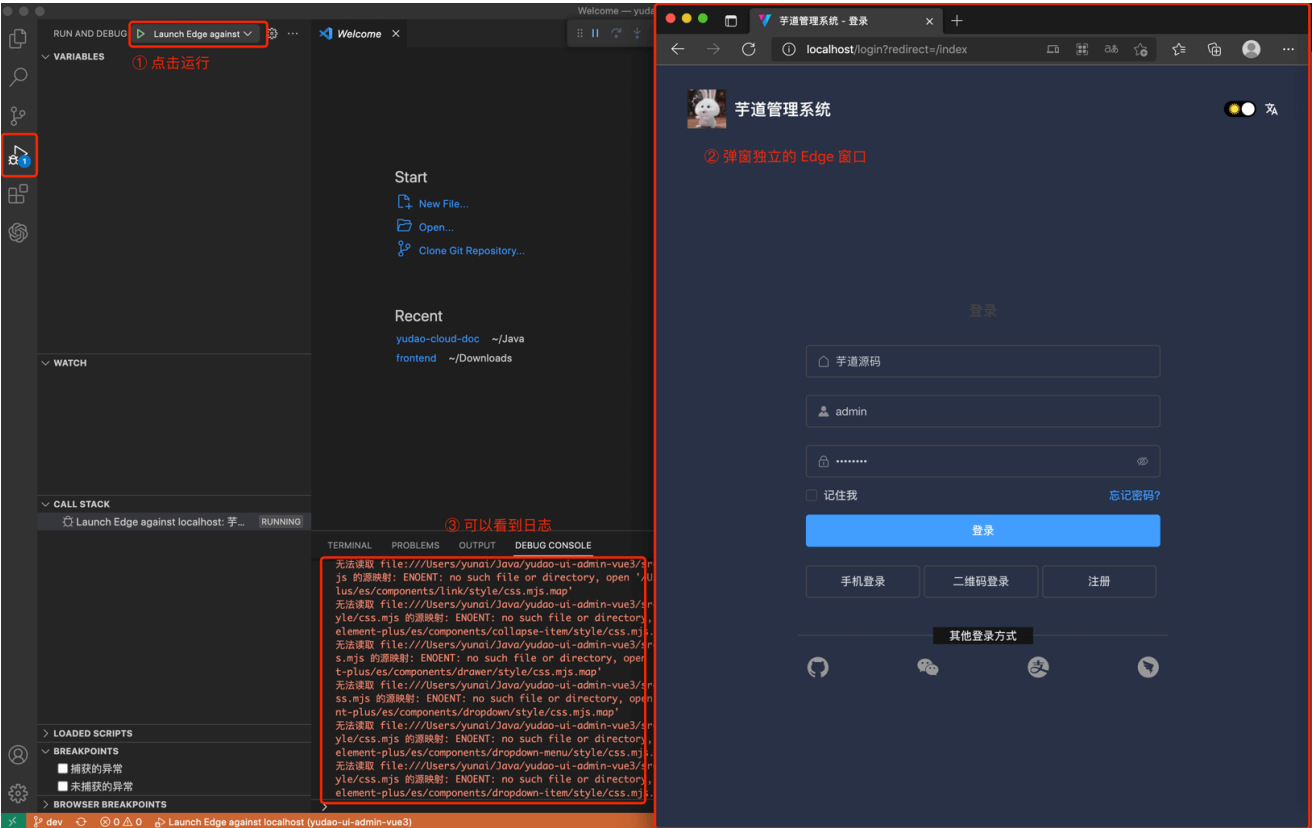 Welcome — yuda
RUN AND DEBUG
Launch Edge against
Welcome
① 点击运行
VARIABLES
Start
New File...
Open...
Clone Git Repository...
Recent
yudao-cloud-doc ~/Java
frontend ~/Downloads
WATCH
CALL STACK
Launch Edge against localhost: 芋...
RUNNING
③ 可以看到日志
TERMINAL
PROBLEMS
OUTPUT
DEBUG CONSOLE
无法读取 file:///Users/yunai/Java/yudao-ui-admin-vue3/sr
js 的源映射: ENOENT: no such file or directory, open '/U
lus/es/components/link/style/css.mjs.map'
无法读取 file:///Users/yunai/Java/yudao-ui-admin-vue3/sr
yle/css.mjs 的源映射: ENOENT: no such file or directory,
element-plus/es/components/collapse-item/style/css.mjs.
无法读取 file:///Users/yunai/Java/yudao-ui-admin-vue3/sr
s.mjs 的源映射: ENOENT: no such file or directory, open
t-plus/es/components/drawer/style/css.mjs.map'
无法读取 file:///Users/yunai/Java/yudao-ui-admin-vue3/sr
ss.mjs 的源映射: ENOENT: no such file or directory, open
nt-plus/es/components/dropdown/style/css.mjs.map'
无法读取 file:///Users/yunai/Java/yudao-ui-admin-vue3/sr
yle/css.mjs 的源映射: ENOENT: no such file or directory,
element-plus/es/components/dropdown-menu/style/css.mjs.
无法读取 file:///Users/yunai/Java/yudao-ui-admin-vue3/sr
yle/css.mjs 的源映射: ENOENT: no such file or directory,
element-plus/es/components/dropdown-item/style/css.mjs.
LOADED SCRIPTS
BREAKPOINTS
捕获的异常
未捕获的异常
BROWSER BREAKPOINTS
dev
0
0
Launch Edge against localhost (yudao-ui-admin-vue3)
芋道管理系统 - 登录
localhost/login?redirect=/index
芋道管理系统
② 弹窗独立的 Edge 窗口
登录
芋道源码
admin
••••••••
记住我
忘记密码?
登录
手机登录
二维码登录
注册
其他登录方式